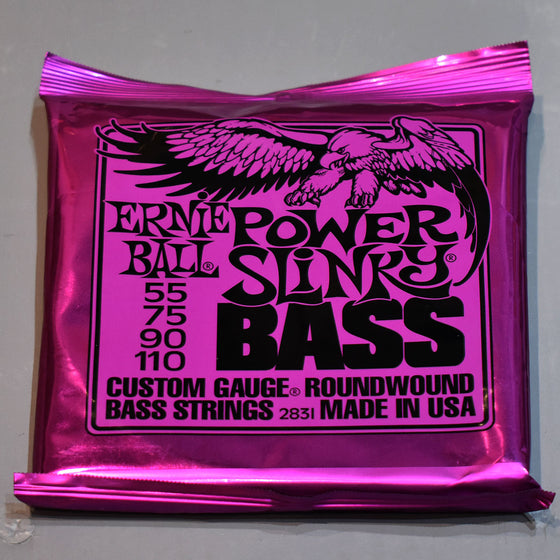 ERNIE BALL®
POWER SLINKY®
BASS
55
75
90
110
CUSTOM GAUGE® ROUNDWOUND
BASS STRINGS 2831 MADE IN USA